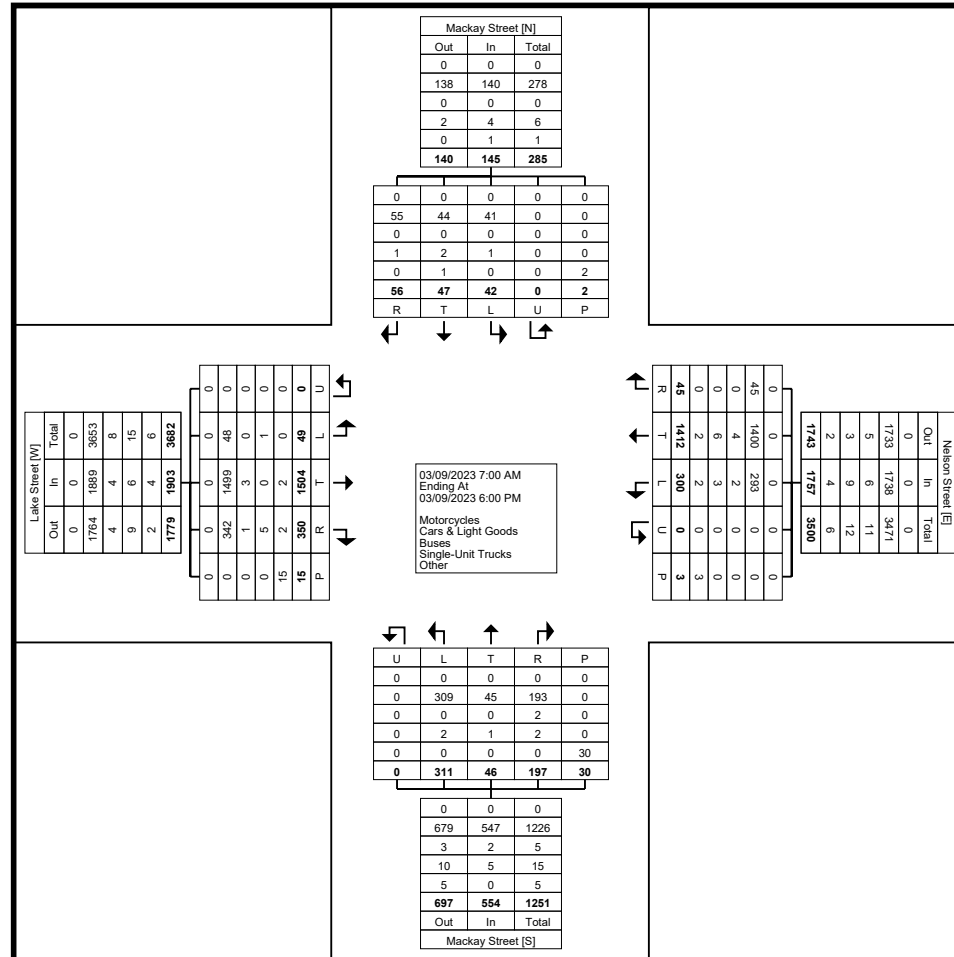 Mackay Street [N]
Out In Total
0 0 0
138 140 278
0 0 0
2 4 6
0 1 1
140 145 285
0 0 0 0 0
55 44 41 0 0
0 0 0 0 0
1 2 1 0 0
0 1 0 0 2
56 47 42 0 2
R T L U P
U L T R P
0 49 1504 350 15
0 0 2 2 15
0 1 0 5 0
0 0 3 1 0
0 48 1499 342 0
0 0 0 0 0
3682 1903 1779
6 4 2
15 6 9
8 4 4
3653 1889 1764
0 0 0
Total In Out
Lake Street [W]
03/09/2023 7:00 AM
Ending At
03/09/2023 6:00 PM
Motorcycles
Cars & Light Goods
Buses
Single-Unit Trucks
Other
Nelson Street [E]
Out In Total
0 0 0
1733 1738 3471
5 6 11
3 9 12
2 4 6
1743 1757 3500
0 0 0 0 0
45 1400 293 0 0
0 4 2 0 0
0 6 3 0 0
0 2 2 0 3
45 1412 300 0 3
R T L U P
U L T R P
0 0 0 0 0
0 309 45 193 0
0 0 0 2 0
0 2 1 2 0
0 0 0 0 30
0 311 46 197 30
0 0 0
679 547 1226
3 2 5
10 5 15
5 0 5
697 554 1251
Out In Total
Mackay Street [S]